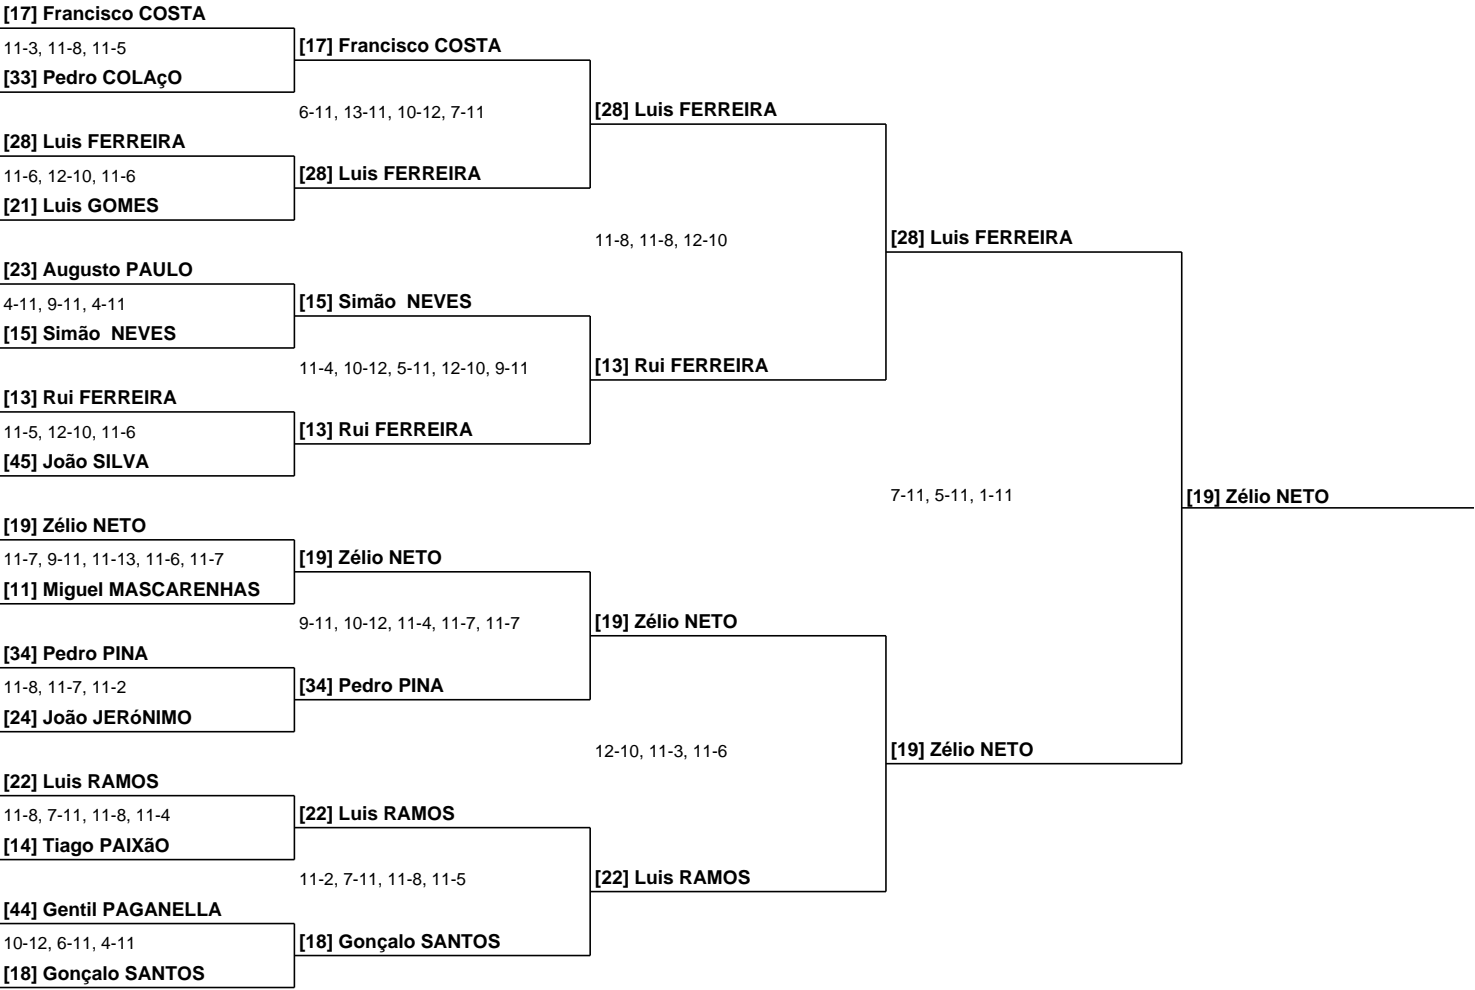 [17] Francisco COSTA
11-3, 11-8, 11-5
[17] Francisco COSTA
[33] Pedro COLAçO
6-11, 13-11, 10-12, 7-11
[28] Luis FERREIRA
[28] Luis FERREIRA
11-6, 12-10, 11-6
[28] Luis FERREIRA
[21] Luis GOMES
11-8, 11-8, 12-10
[28] Luis FERREIRA
[23] Augusto PAULO
4-11, 9-11, 4-11
[15] Simão  NEVES
[15] Simão  NEVES
11-4, 10-12, 5-11, 12-10, 9-11
[13] Rui FERREIRA
[13] Rui FERREIRA
11-5, 12-10, 11-6
[13] Rui FERREIRA
[45] João SILVA
7-11, 5-11, 1-11
[19] Zélio NETO
[19] Zélio NETO
11-7, 9-11, 11-13, 11-6, 11-7
[19] Zélio NETO
[11] Miguel MASCARENHAS
9-11, 10-12, 11-4, 11-7, 11-7
[19] Zélio NETO
[34] Pedro PINA
11-8, 11-7, 11-2
[34] Pedro PINA
[24] João JERóNIMO
12-10, 11-3, 11-6
[19] Zélio NETO
[22] Luis RAMOS
11-8, 7-11, 11-8, 11-4
[22] Luis RAMOS
[14] Tiago PAIXãO
11-2, 7-11, 11-8, 11-5
[22] Luis RAMOS
[44] Gentil PAGANELLA
10-12, 6-11, 4-11
[18] Gonçalo SANTOS
[18] Gonçalo SANTOS